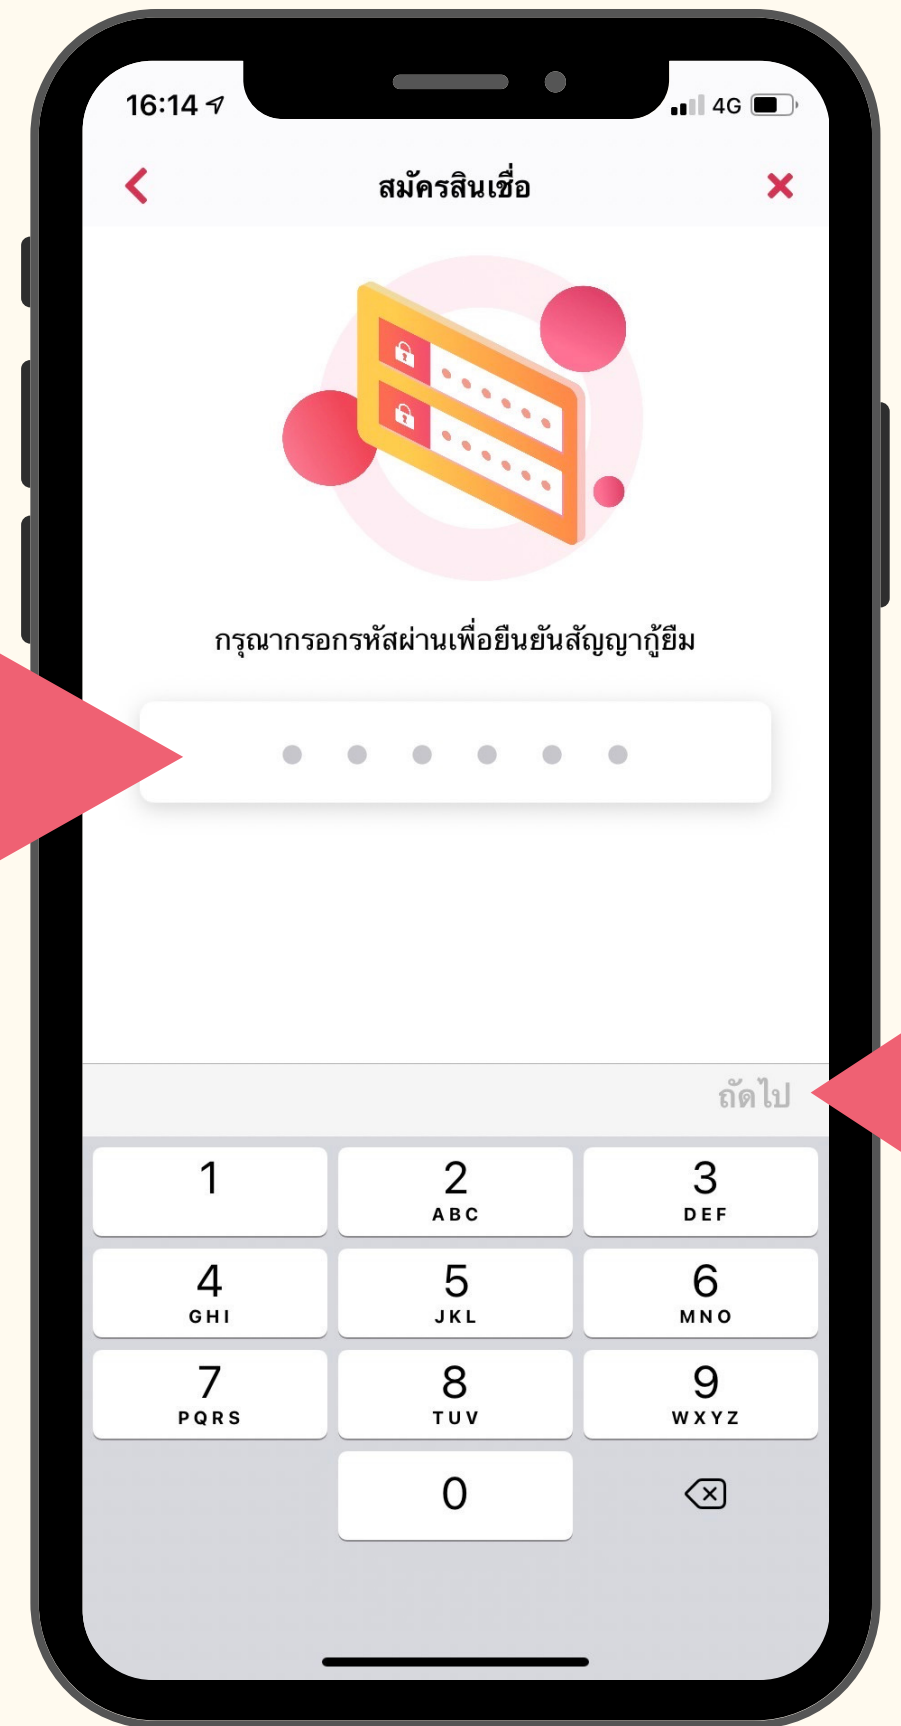 16:14
4G
สมัครสินเชื่อ
กรุณากรอกรหัสผ่านเพื่อยืนยันสัญญากู้ยืม
ถัดไป
1
2
ABC
3
DEF
4
GHI
5
JKL
6
MNO
7
PQRS
8
TUV
9
WXYZ
0